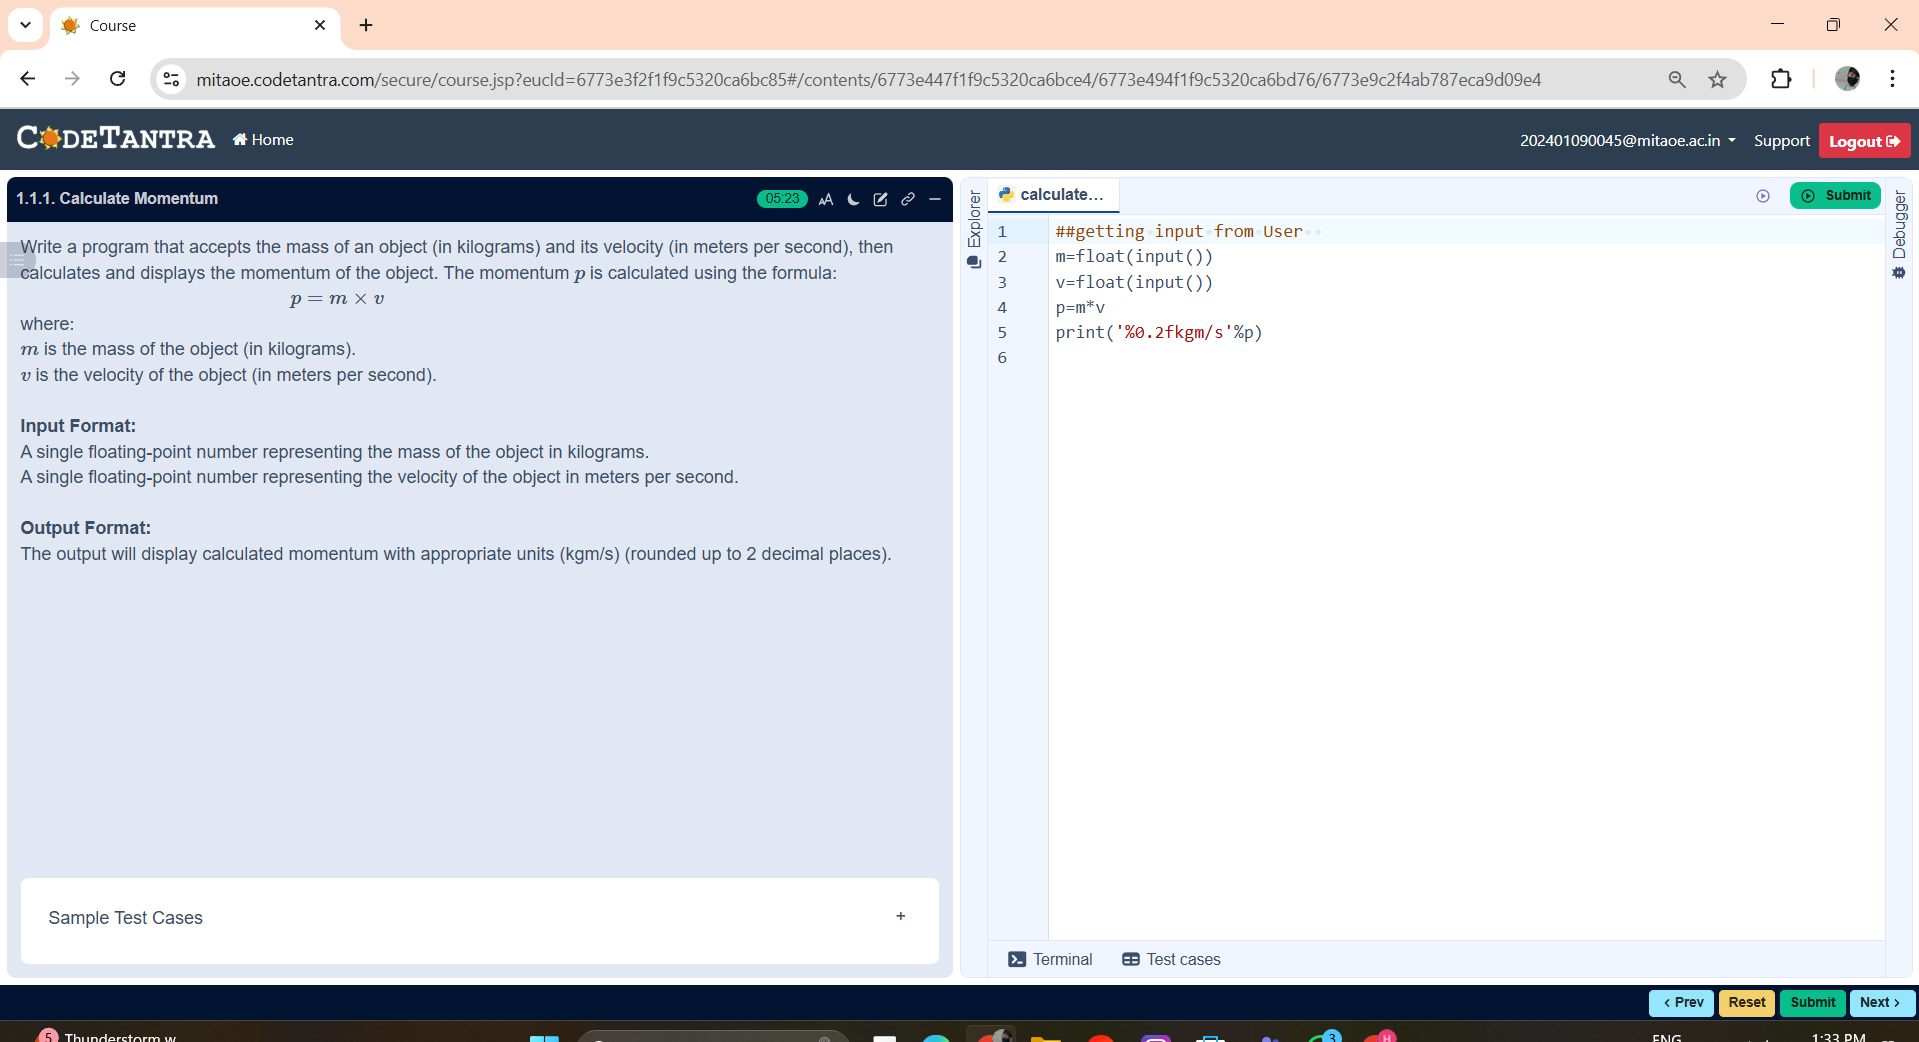 Course
mitaoe.codetantra.com/secure/course.jsp?eucId=6773e3f2f1f9c5320ca6bc85#/contents/6773e447f1f9c5320ca6bce4/6773e494f1f9c5320ca6bd76/6773e9c2f4ab787eca9d09e4
CODETANTRA Home 202401090045@mitaoe.ac.in Support Logout
1.1.1. Calculate Momentum 05:23
Write a program that accepts the mass of an object (in kilograms) and its velocity (in meters per second), then
calculates and displays the momentum of the object. The momentum p is calculated using the formula:
p = m × v
where:
m is the mass of the object (in kilograms).
v is the velocity of the object (in meters per second).
Input Format:
A single floating-point number representing the mass of the object in kilograms.
A single floating-point number representing the velocity of the object in meters per second.
Output Format:
The output will display calculated momentum with appropriate units (kgm/s) (rounded up to 2 decimal places).
Sample Test Cases +
Explorer
calculate...
Submit
Debugger
1 ##getting input from User
2 m=float(input())
3 v=float(input())
4 p=m*v
5 print('%0.2fkgm/s'%p)
6
Terminal Test cases
< Prev Reset Submit Next >
5 Thunderstorm w
3 H
ENG 1:33 PM